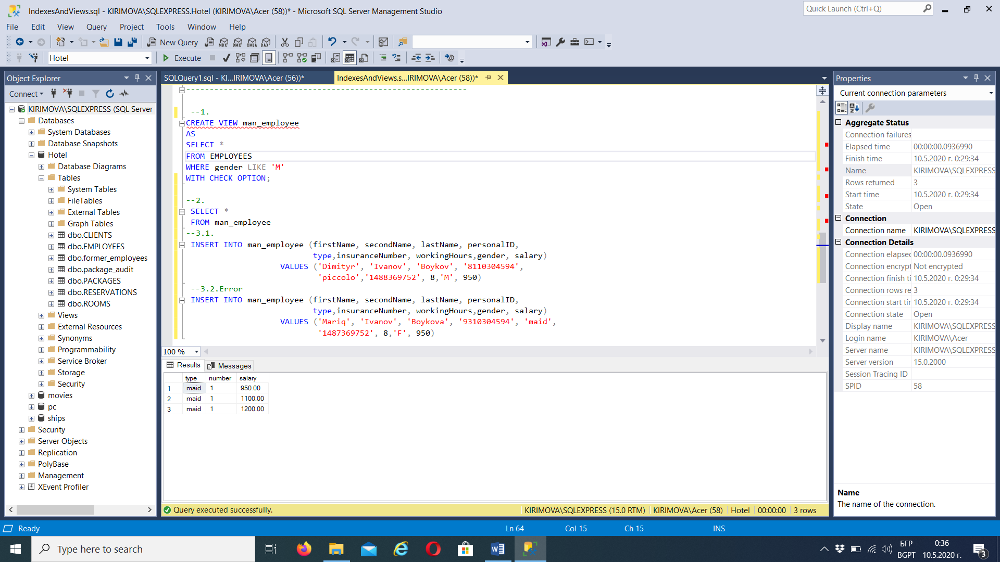 IndexesAndViews.sql - KIRIMOVA\SQLEXPRESS.Hotel (KIRIMOVA\Acer (58))* - Microsoft SQL Server Management Studio
Quick Launch (Ctrl+Q)
File Edit View Query Project Tools Window Help
New Query MDX DMX XMLA DAX
Hotel Execute
Object Explorer
Connect
KIRIMOVA\SQLEXPRESS (SQL Server
Databases
System Databases
Database Snapshots
Hotel
Database Diagrams
Tables
System Tables
FileTables
External Tables
Graph Tables
dbo.CLIENTS
dbo.EMPLOYEES
dbo.former_employees
dbo.package_audit
dbo.PACKAGES
dbo.RESERVATIONS
dbo.ROOMS
Views
External Resources
Synonyms
Programmability
Service Broker
Storage
Security
movies
pc
ships
Security
Server Objects
Replication
PolyBase
Management
XEvent Profiler
SQLQuery1.sql - KI...IRIMOVA\Acer (56))*
IndexesAndViews.s...IRIMOVA\Acer (58))*
--1.
CREATE VIEW man_employee
AS
SELECT *
FROM EMPLOYEES
WHERE gender LIKE 'M'
WITH CHECK OPTION;
--2.
SELECT *
FROM man_employee
--3.1.
INSERT INTO man_employee (firstName, secondName, lastName, personalID,
type,insuranceNumber, workingHours,gender, salary)
VALUES ('Dimityr', 'Ivanov', 'Boykov', '8110304594',
'piccolo','1488369752', 8,'M', 950)
--3.2.Error
INSERT INTO man_employee (firstName, secondName, lastName, personalID,
type,insuranceNumber, workingHours,gender, salary)
VALUES ('Mariq', 'Ivanov', 'Boykova', '9310304594', 'maid',
'1487369752', 8,'F', 950)
100 %
Results Messages
type number salary
1 maid 1 950.00
2 maid 1 1100.00
3 maid 1 1200.00
Query executed successfully.
KIRIMOVA\SQLEXPRESS (15.0 RTM) KIRIMOVA\Acer (58) Hotel 00:00:00 3 rows
Properties
Current connection parameters
Aggregate Status
Connection failures
Elapsed time 00:00:00.0936990
Finish time 10.5.2020 г. 0:29:34
Name KIRIMOVA\SQLEXPRESS
Rows returned 3
Start time 10.5.2020 г. 0:29:34
State Open
Connection
Connection name KIRIMOVA\SQLEXPRESS
Connection Details
Connection elapsec 00:00:00.0936990
Connection encrypt Not encrypted
Connection finish ti 10.5.2020 г. 0:29:34
Connection rows re 3
Connection start tir 10.5.2020 г. 0:29:34
Connection state Open
Display name KIRIMOVA\SQLEXPRESS
Login name KIRIMOVA\Acer
Server name KIRIMOVA\SQLEXPRESS
Server version 15.0.2000
Session Tracing ID
SPID 58
Name
The name of the connection.
Ready Ln 64 Col 15 Ch 15 INS
Type here to search
БГР
BGPT
0:36
10.5.2020 г.
3